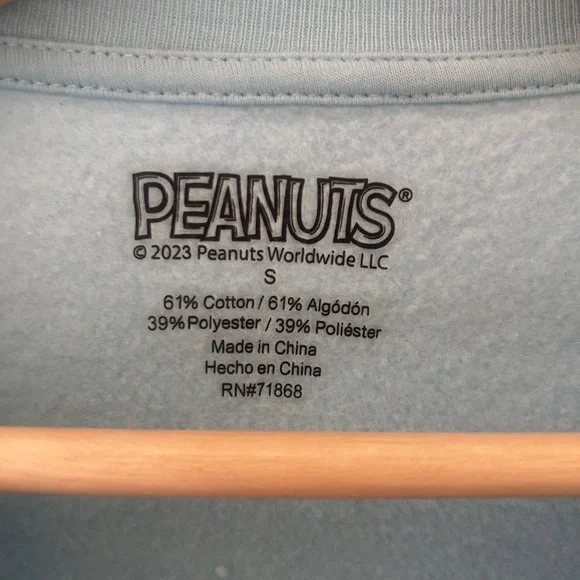 PEANUTS®
© 2023 Peanuts Worldwide LLC
S
61% Cotton / 61% Algódón
39% Polyester / 39% Poliéster
Made in China
Hecho en China
RN#71868